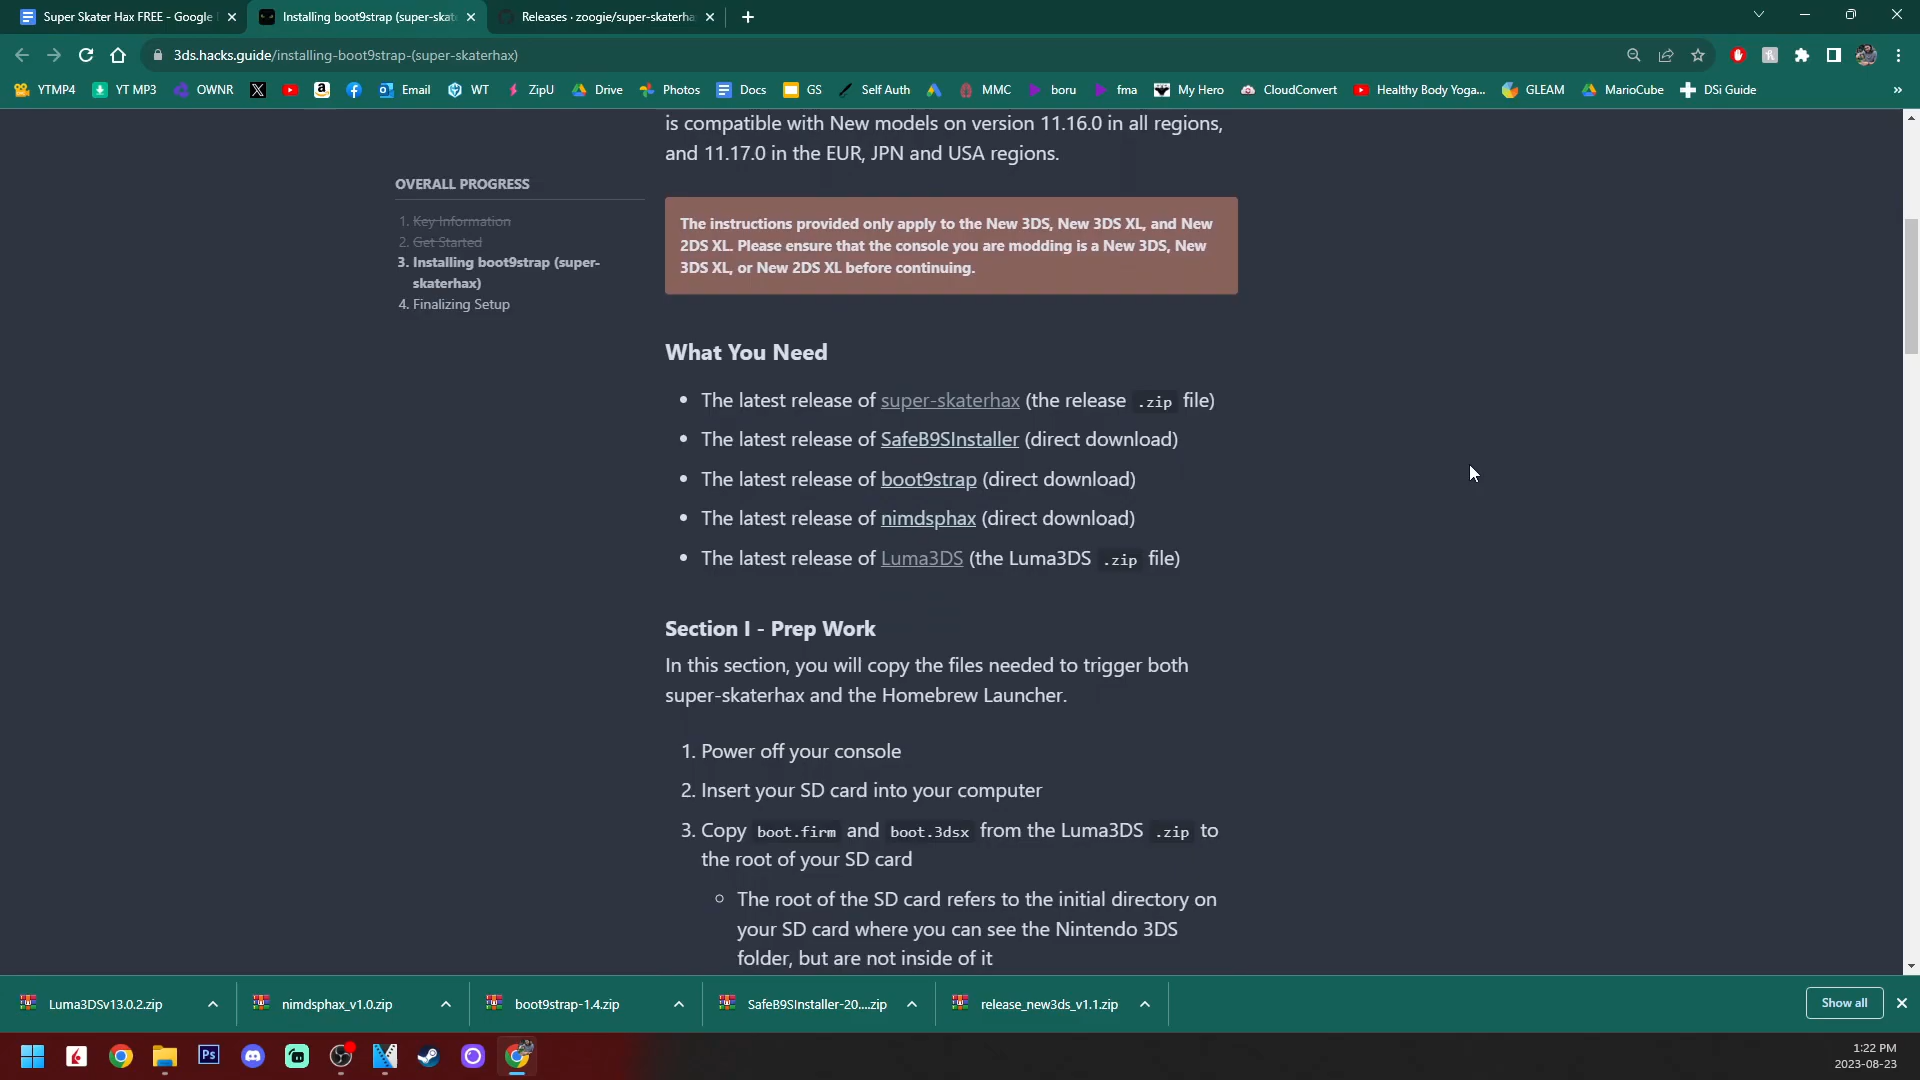 Super Skater Hax FREE - Google
Installing boot9strap (super-skat
Releases · zoogie/super-skaterha
3ds.hacks.guide/installing-boot9strap-(super-skaterhax)
YTMP4
YT MP3
OWNR
Email
WT
ZipU
Drive
Photos
Docs
GS
Self Auth
MMC
boru
fma
My Hero
CloudConvert
Healthy Body Yoga...
GLEAM
MarioCube
DSi Guide
»
is compatible with New models on version 11.16.0 in all regions,
and 11.17.0 in the EUR, JPN and USA regions.
OVERALL PROGRESS
1. Key Information
2. Get Started
3. Installing boot9strap (super-
skaterhax)
4. Finalizing Setup
The instructions provided only apply to the New 3DS, New 3DS XL, and New
2DS XL. Please ensure that the console you are modding is a New 3DS, New
3DS XL, or New 2DS XL before continuing.
What You Need
• The latest release of super-skaterhax (the release .zip file)
• The latest release of SafeB9SInstaller (direct download)
• The latest release of boot9strap (direct download)
• The latest release of nimdsphax (direct download)
• The latest release of Luma3DS (the Luma3DS .zip file)
Section I - Prep Work
In this section, you will copy the files needed to trigger both
super-skaterhax and the Homebrew Launcher.
1. Power off your console
2. Insert your SD card into your computer
3. Copy boot.firm and boot.3dsx from the Luma3DS .zip to
the root of your SD card
The root of the SD card refers to the initial directory on
your SD card where you can see the Nintendo 3DS
folder, but are not inside of it
Luma3DSv13.0.2.zip
nimdsphax_v1.0.zip
boot9strap-1.4.zip
SafeB9SInstaller-20....zip
release_new3ds_v1.1.zip
Show all
Ps
1:22 PM
2023-08-23